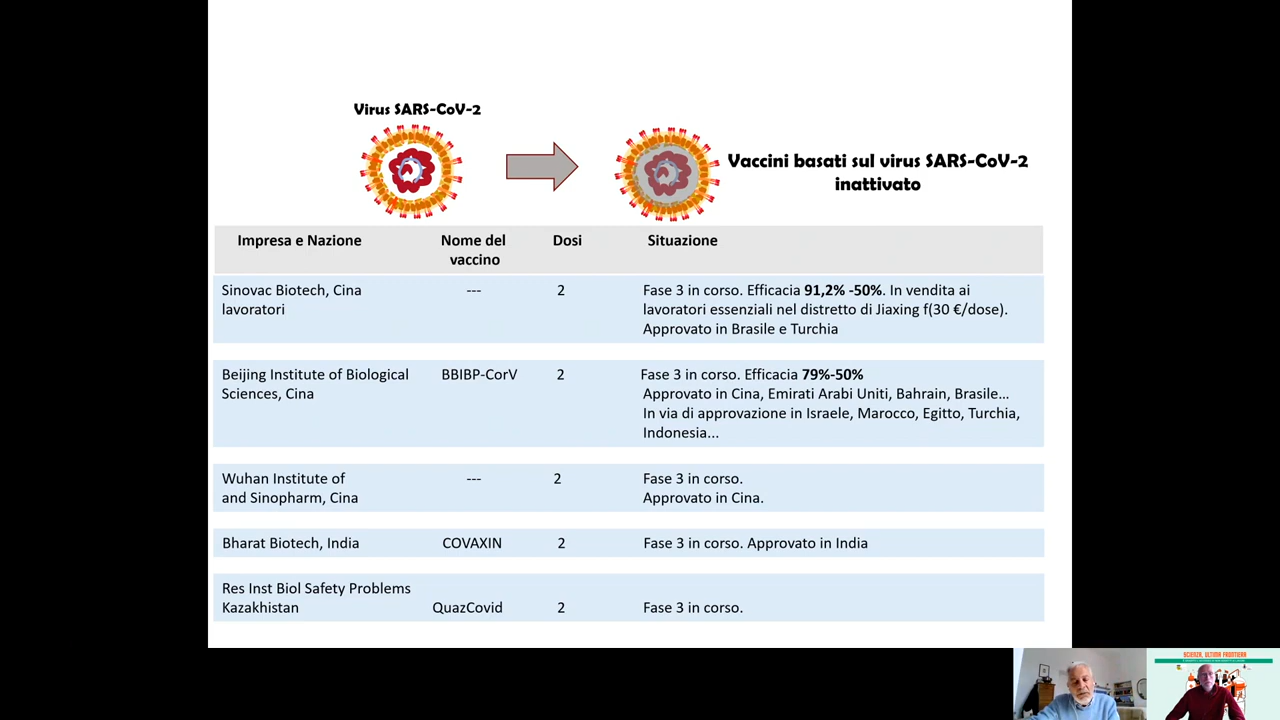 Virus SARS-CoV-2
Vaccini basati sul virus SARS-CoV-2
inattivato
Impresa e Nazione
Nome del
vaccino
Dosi
Situazione
Sinovac Biotech, Cina
lavoratori
---
2
Fase 3 in corso. Efficacia 91,2% -50%. In vendita ai
lavoratori essenziali nel distretto di Jiaxing f(30 €/dose).
Approvato in Brasile e Turchia
Beijing Institute of Biological
Sciences, Cina
BBIBP-CorV
2
Fase 3 in corso. Efficacia 79%-50%
Approvato in Cina, Emirati Arabi Uniti, Bahrain, Brasile…
In via di approvazione in Israele, Marocco, Egitto, Turchia,
Indonesia...
Wuhan Institute of
and Sinopharm, Cina
---
2
Fase 3 in corso.
Approvato in Cina.
Bharat Biotech, India
COVAXIN
2
Fase 3 in corso. Approvato in India
Res Inst Biol Safety Problems
Kazakhistan
QuazCovid
2
Fase 3 in corso.
SCIENZA, ULTIMA FRONTIERA